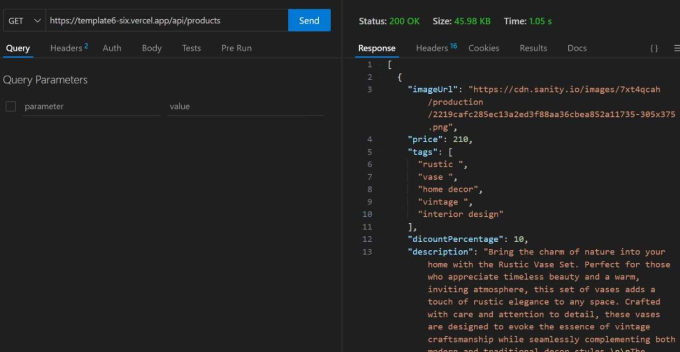 GET https://template6-six.vercel.app/api/products Send
Query Headers 2 Auth Body Tests Pre Run
Query Parameters
parameter value
Status: 200 OK Size: 45.98 KB Time: 1.05 s
Response Headers 16 Cookies Results Docs { }
1 [
2 {
3 "imageUrl": "https://cdn.sanity.io/images/7xt4qcah
/production
/2219cafc285ec13a2ed3f88aa36cbea852a11735-305x375
.png",
4 "price": 210,
5 "tags": [
6 "rustic ",
7 "vase ",
8 "home decor",
9 "vintage ",
10 "interior design"
11 ],
12 "dicountPercentage": 10,
13 "description": "Bring the charm of nature into your
home with the Rustic Vase Set. Perfect for those
who appreciate timeless beauty and a warm,
inviting atmosphere, this set of vases adds a
touch of rustic elegance to any space. Crafted
with care and attention to detail, these vases
are designed to evoke the essence of vintage
craftsmanship while seamlessly complementing both
modern and traditional decor styles.\n\nThe